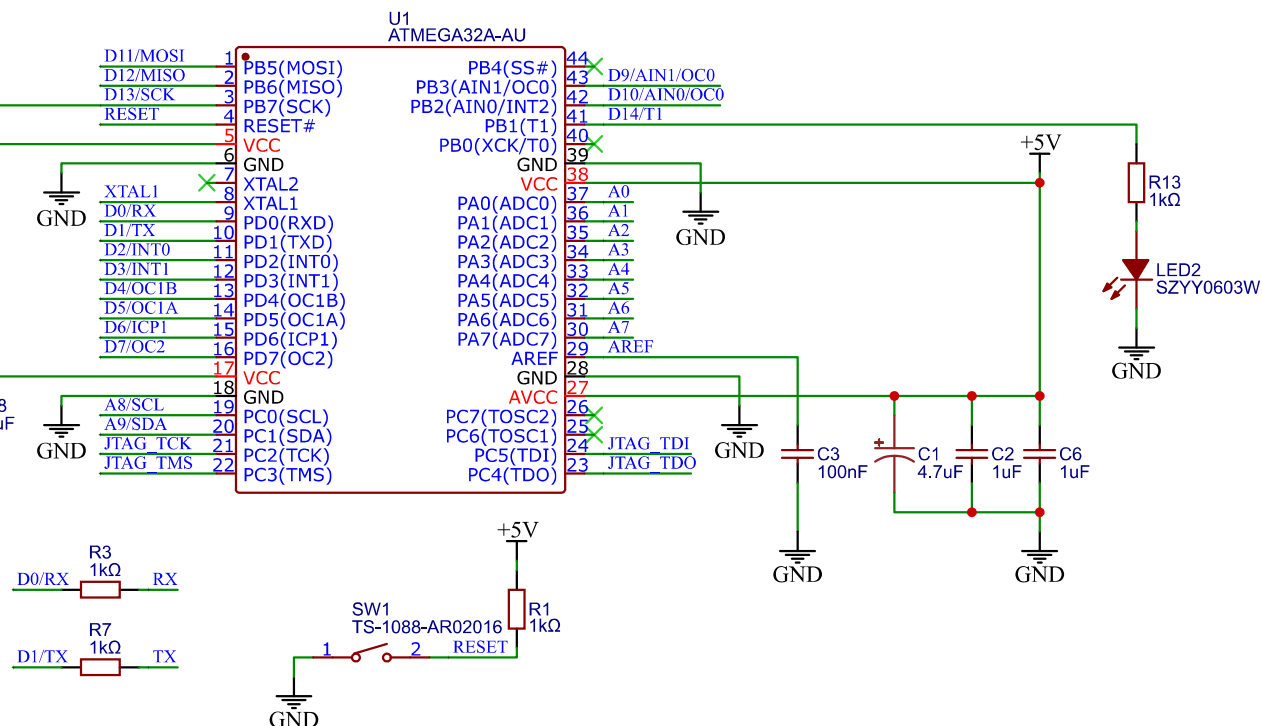 U1
ATMEGA32A-AU
D11/MOSI 1 PB5(MOSI) PB4(SS#) 44
D12/MISO 2 PB6(MISO) PB3(AIN1/OC0) 43 D9/AIN1/OC0
D13/SCK 3 PB7(SCK) PB2(AIN0/INT2) 42 D10/AIN0/OC0
RESET 4 RESET# PB1(T1) 41 D14/T1
5 VCC PB0(XCK/T0) 40
6 GND GND 39
7 XTAL2 VCC 38
XTAL1 8 XTAL1 PA0(ADC0) 37 A0
D0/RX 9 PD0(RXD) PA1(ADC1) 36 A1
D1/TX 10 PD1(TXD) PA2(ADC2) 35 A2
D2/INT0 11 PD2(INT0) PA3(ADC3) 34 A3
D3/INT1 12 PD3(INT1) PA4(ADC4) 33 A4
D4/OC1B 13 PD4(OC1B) PA5(ADC5) 32 A5
D5/OC1A 14 PD5(OC1A) PA6(ADC6) 31 A6
D6/ICP1 15 PD6(ICP1) PA7(ADC7) 30 A7
D7/OC2 16 PD7(OC2) AREF 29 AREF
17 VCC GND 28
18 GND AVCC 27
A8/SCL 19 PC0(SCL) PC7(TOSC2) 26
A9/SDA 20 PC1(SDA) PC6(TOSC1) 25
JTAG_TCK 21 PC2(TCK) PC5(TDI) 24 JTAG_TDI
JTAG_TMS 22 PC3(TMS) PC4(TDO) 23 JTAG_TDO
GND
GND
8
uF
GND
GND
+5V
R13
1kΩ
LED2
SZYY0603W
GND
C3
100nF
+
C1
4.7uF
C2
1uF
C6
1uF
GND
GND
R3
1kΩ
D0/RX RX
R7
1kΩ
D1/TX TX
+5V
R1
1kΩ
SW1
TS-1088-AR02016
1 2 RESET
GND